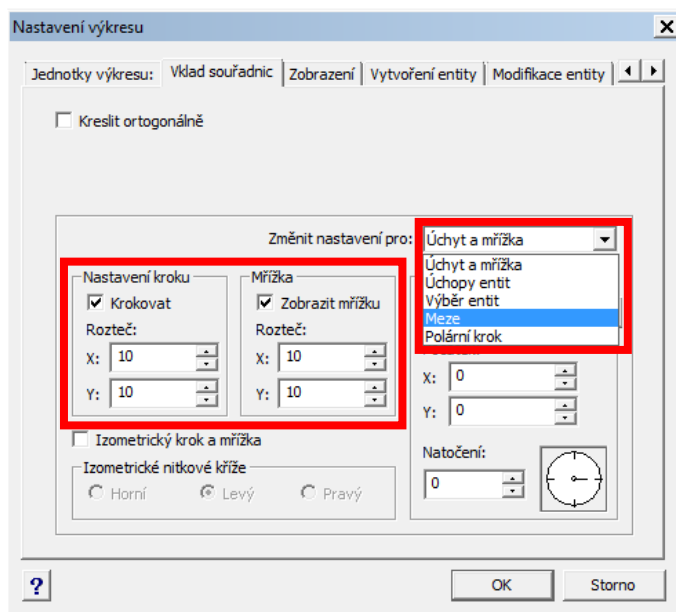 Nastavení výkresu
Jednotky výkresu: Vklad souřadnic Zobrazení Vytvoření entity Modifikace entity
Kreslit ortogonálně
Změnit nastavení pro: Úchyt a mřížka
Úchyt a mřížka
Úchopy entit
Výběr entit
Meze
Polární krok
Nastavení kroku
Mřížka
Krokovat
Zobrazit mřížku
Rozteč:
Rozteč:
X: 10
X: 10
X: 0
Y: 10
Y: 10
Y: 0
Izometrický krok a mřížka
Izometrické nitkové kříže
Horní Levý Pravý
Natočení:
0
?
OK
Storno